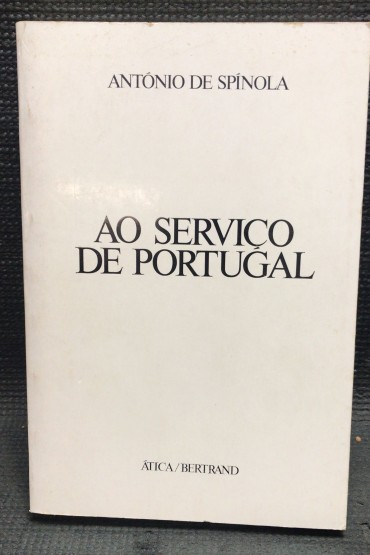 ANTÓNIO DE SPÍNOLA
AO SERVIÇO
DE PORTUGAL
ÁTICA/BERTRAND